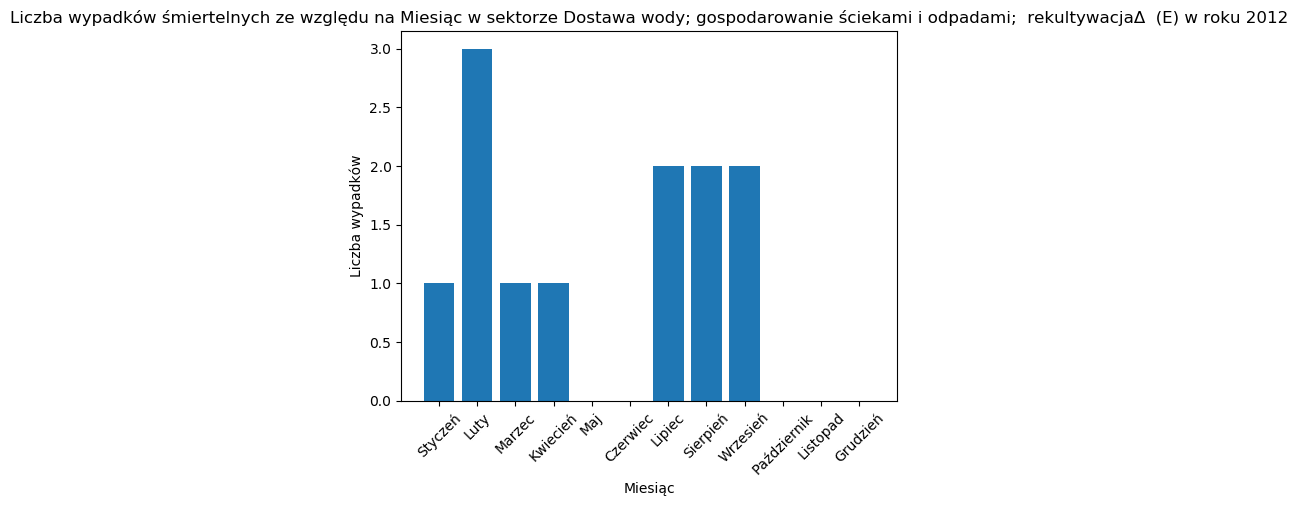 Liczba wypadków śmiertelnych ze względu na Miesiąc w sektorze Dostawa wody; gospodarowanie ściekami i odpadami;  rekultywacjaΔ  (E) w roku 2012
3.0
2.5
2.0
1.5
1.0
0.5
0.0
Liczba wypadków
Styczeń
Luty
Marzec
Kwiecień
Maj
Czerwiec
Lipiec
Sierpień
Wrzesień
Październik
Listopad
Grudzień
Miesiąc